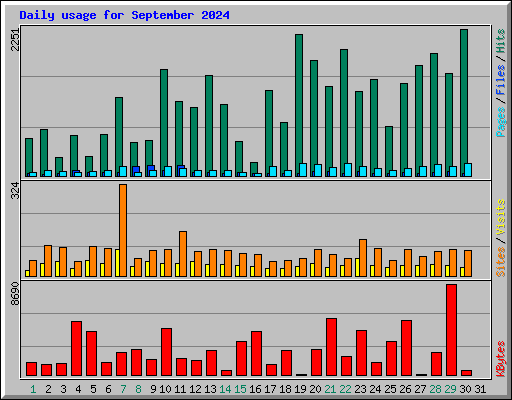 Daily usage for September 2024
2251
324
8690
Pages / Files / Hits
Sites / Visits
KBytes
1 2 3 4 5 6 7 8 9 10 11 12 13 14 15 16 17 18 19 20 21 22 23 24 25 26 27 28 29 30 31